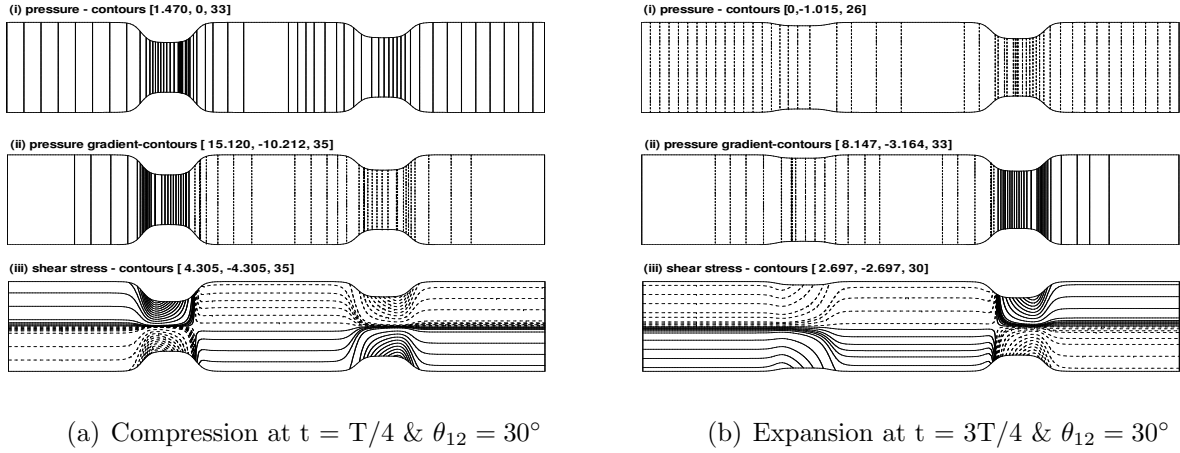 (i) pressure - contours [1.470, 0, 33]
(ii) pressure gradient-contours [ 15.120, -10.212, 35]
(iii) shear stress - contours [ 4.305, -4.305, 35]
(a) Compression at t = T/4 & θ₁₂ = 30°
(i) pressure - contours [0,-1.015, 26]
(ii) pressure gradient-contours [ 8.147, -3.164, 33]
(iii) shear stress - contours [ 2.697, -2.697, 30]
(b) Expansion at t = 3T/4 & θ₁₂ = 30°